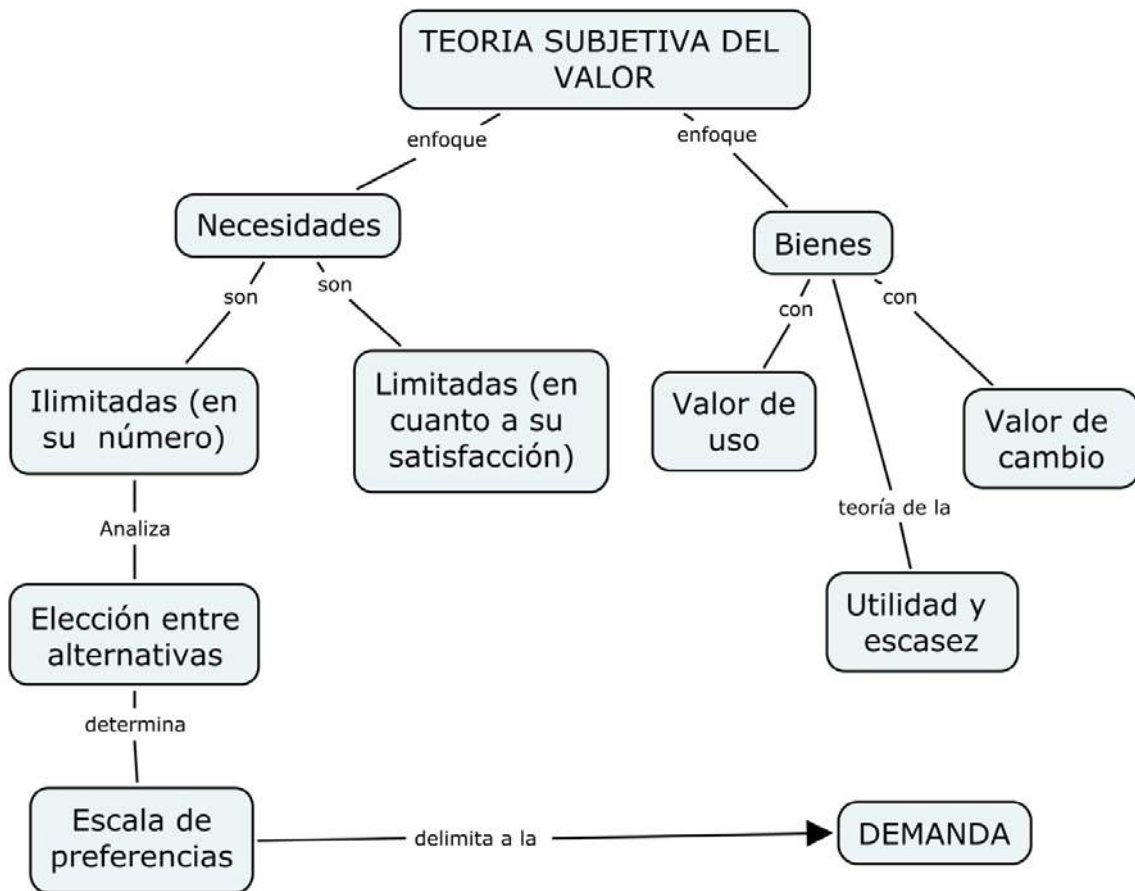 TEORIA SUBJETIVA DEL
VALOR
enfoque
enfoque
Necesidades
Bienes
son
son
con
con
Ilimitadas (en
su número)
Limitadas (en
cuanto a su
satisfacción)
Valor de
uso
Valor de
cambio
Analiza
teoría de la
Elección entre
alternativas
Utilidad y
escasez
determina
Escala de
preferencias
delimita a la
DEMANDA